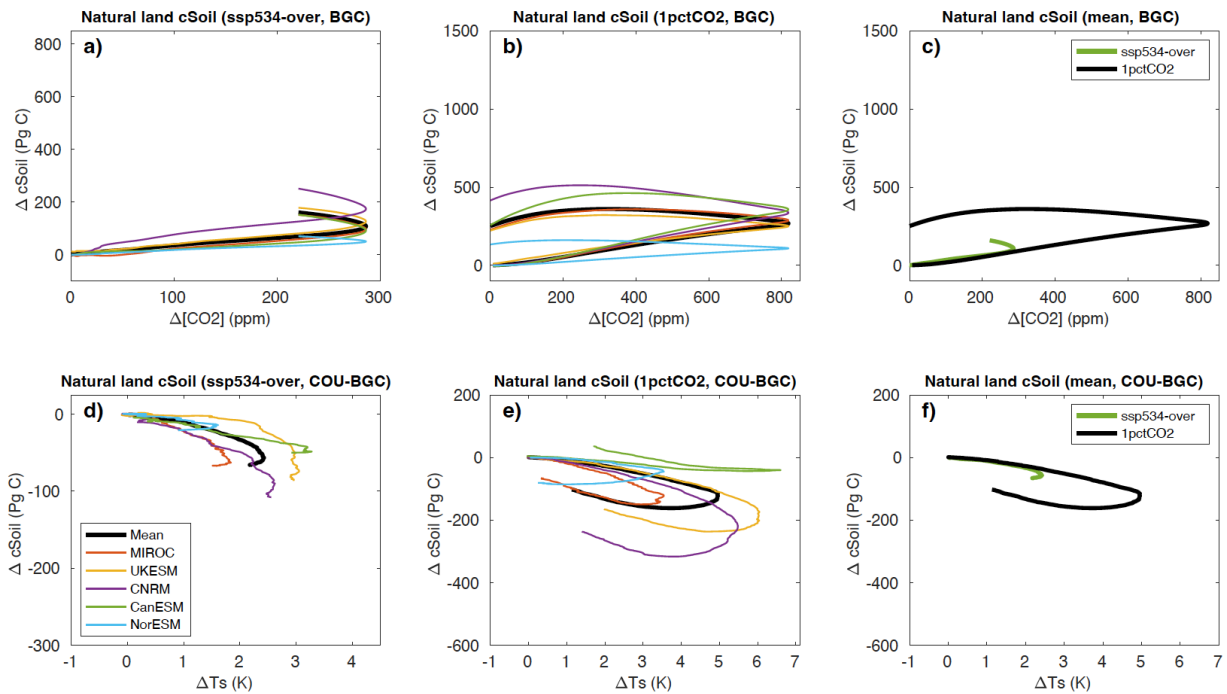 Natural land cSoil (ssp534-over, BGC)
a)
800
600
400
200
0
Δ cSoil (Pg C)
0 100 200 300
Δ[CO2] (ppm)
Natural land cSoil (1pctCO2, BGC)
b)
1500
1000
500
0
Δ cSoil (Pg C)
0 200 400 600 800
Δ[CO2] (ppm)
Natural land cSoil (mean, BGC)
c)
ssp534-over
1pctCO2
1500
1000
500
0
Δ cSoil (Pg C)
0 200 400 600 800
Δ[CO2] (ppm)
Natural land cSoil (ssp534-over, COU-BGC)
d)
0
-100
-200
-300
Δ cSoil (Pg C)
Mean
MIROC
UKESM
CNRM
CanESM
NorESM
-1 0 1 2 3 4
ΔTs (K)
Natural land cSoil (1pctCO2, COU-BGC)
e)
200
0
-200
-400
-600
Δ cSoil (Pg C)
-1 0 1 2 3 4 5 6 7
ΔTs (K)
Natural land cSoil (mean, COU-BGC)
f)
ssp534-over
1pctCO2
200
0
-200
-400
-600
Δ cSoil (Pg C)
-1 0 1 2 3 4 5 6 7
ΔTs (K)